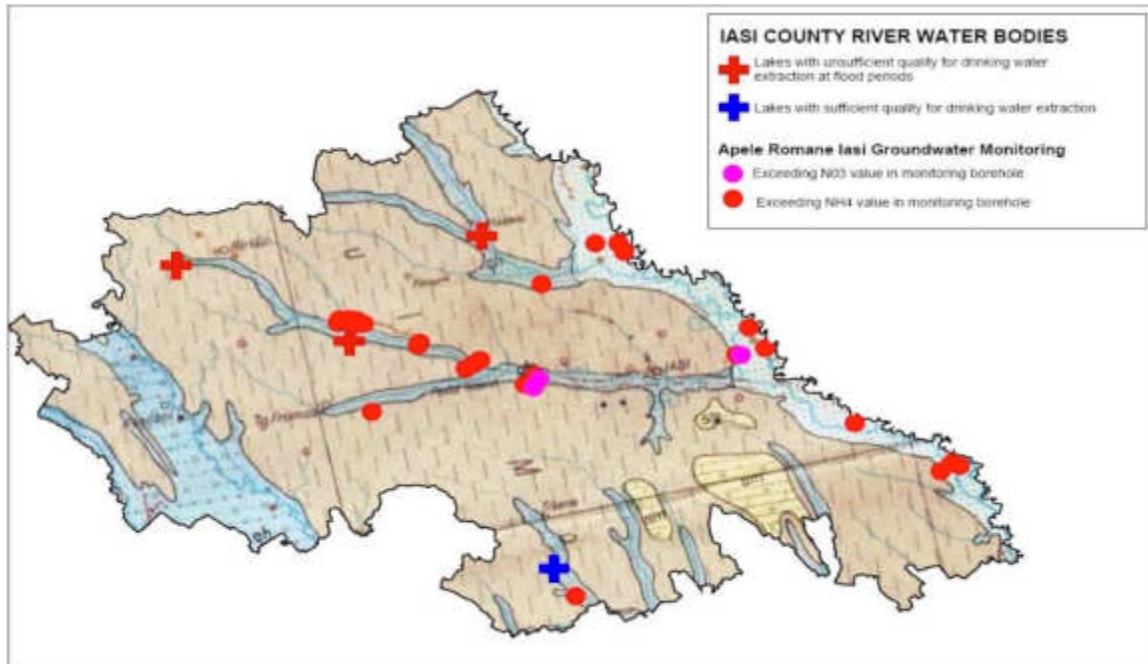 IASI COUNTY RIVER WATER BODIES
Lakes with unsufficient quality for drinking water
extraction at flood periods
Lakes with sufficient quality for drinking water extraction
Apele Romane Iasi Groundwater Monitoring
Exceeding N03 value in monitoring borehole
Exceeding NH4 value in monitoring borehole
IASI